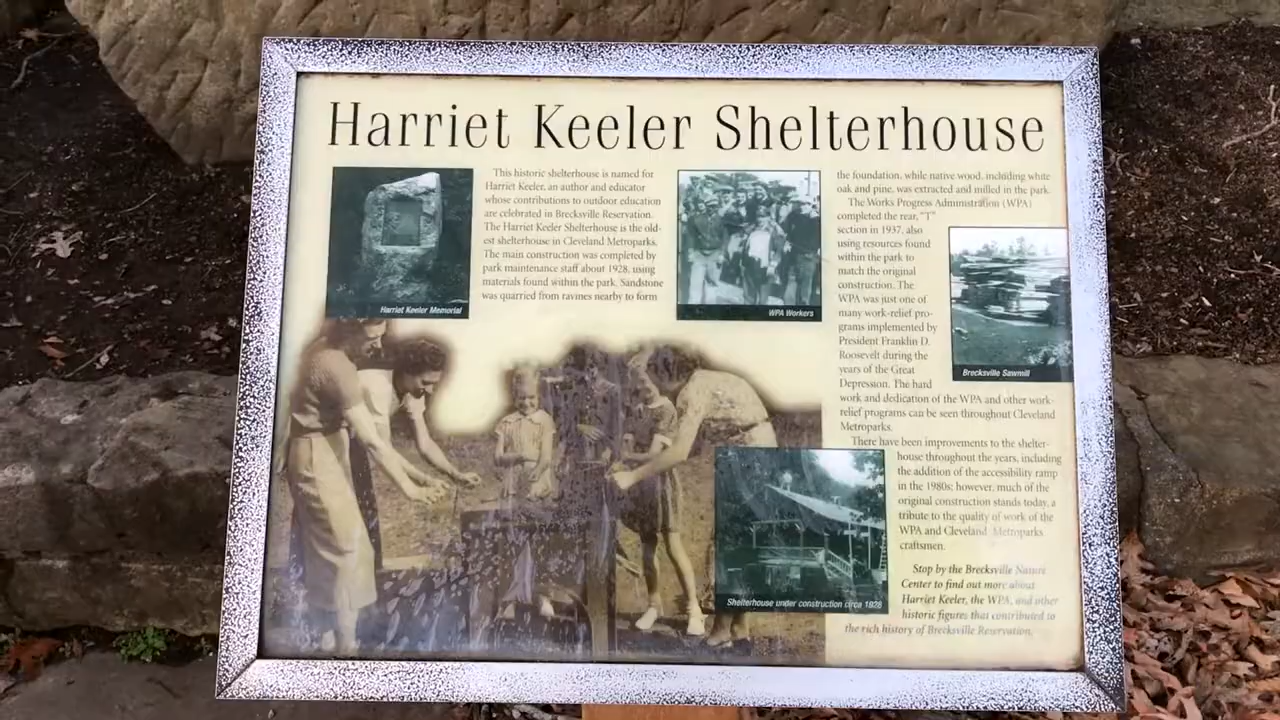 Harriet Keeler Shelterhouse
This historic shelterhouse is named for
Harriet Keeler, an author and educator
whose contributions to outdoor education
are celebrated in Brecksville Reservation.
The Harriet Keeler Shelterhouse is the old-
est shelterhouse in Cleveland Metroparks.
The main construction was completed by
park maintenance staff about 1928, using
materials found within the park. Sandstone
was quarried from ravines nearby to form
Harriet Keeler Memorial
WPA Workers
the foundation, while native wood, including white
oak and pine, was extracted and milled in the park.
The Works Progress Administration (WPA)
completed the rear, "T"
section in 1937, also
using resources found
within the park to
match the original
construction. The
WPA was just one of
many work-relief pro-
grams implemented by
President Franklin D.
Roosevelt during the
years of the Great
Depression. The hard
work and dedication of the WPA and other work-
relief programs can be seen throughout Cleveland
Metroparks.
Brecksville Sawmill
There have been improvements to the shelter-
house throughout the years, including
the addition of the accessibility ramp
in the 1980s; however, much of the
original construction stands today, a
tribute to the quality of work of the
WPA and Cleveland Metroparks
craftsmen.
Shelterhouse under construction circa 1928
Stop by the Brecksville Nature
Center to find out more about
Harriet Keeler, the WPA, and other
historic figures that contributed to
the rich history of Brecksville Reservation.